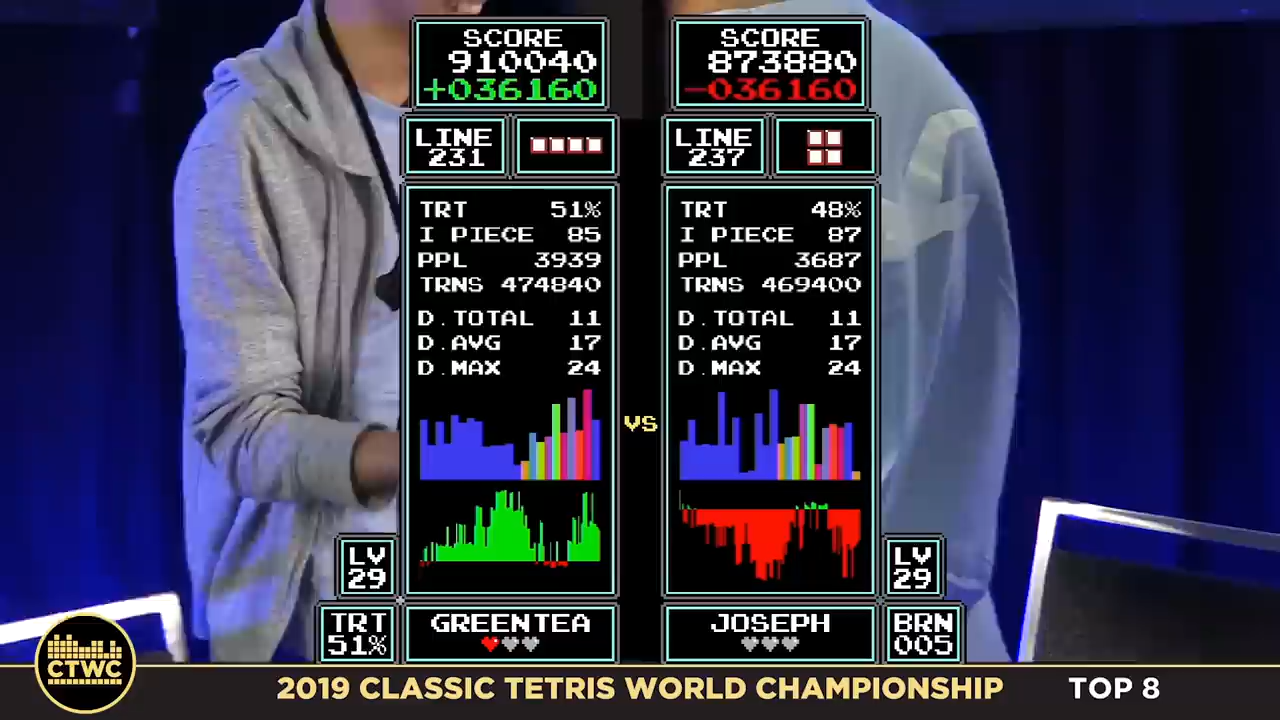 SCORE
910040
+036160
LINE
231
TRT 51%
I PIECE 85
PPL 3939
TRNS 474840
D.TOTAL 11
D.AVG 17
D.MAX 24
LV
29
TRT
51%
GREENTEA
VS
SCORE
873880
-036160
LINE
237
TRT 48%
I PIECE 87
PPL 3687
TRNS 469400
D.TOTAL 11
D.AVG 17
D.MAX 24
LV
29
JOSEPH
BRN
005
CTWC
2019 CLASSIC TETRIS WORLD CHAMPIONSHIP
TOP 8